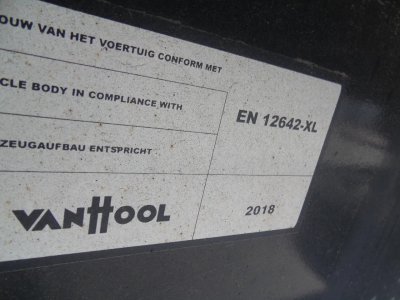 OUW VAN HET VOERTUIG CONFORM MET
CLE BODY IN COMPLIANCE WITH
EN 12642-XL
ZEUGAUFBAU ENTSPRICHT
VANHOOL
2018